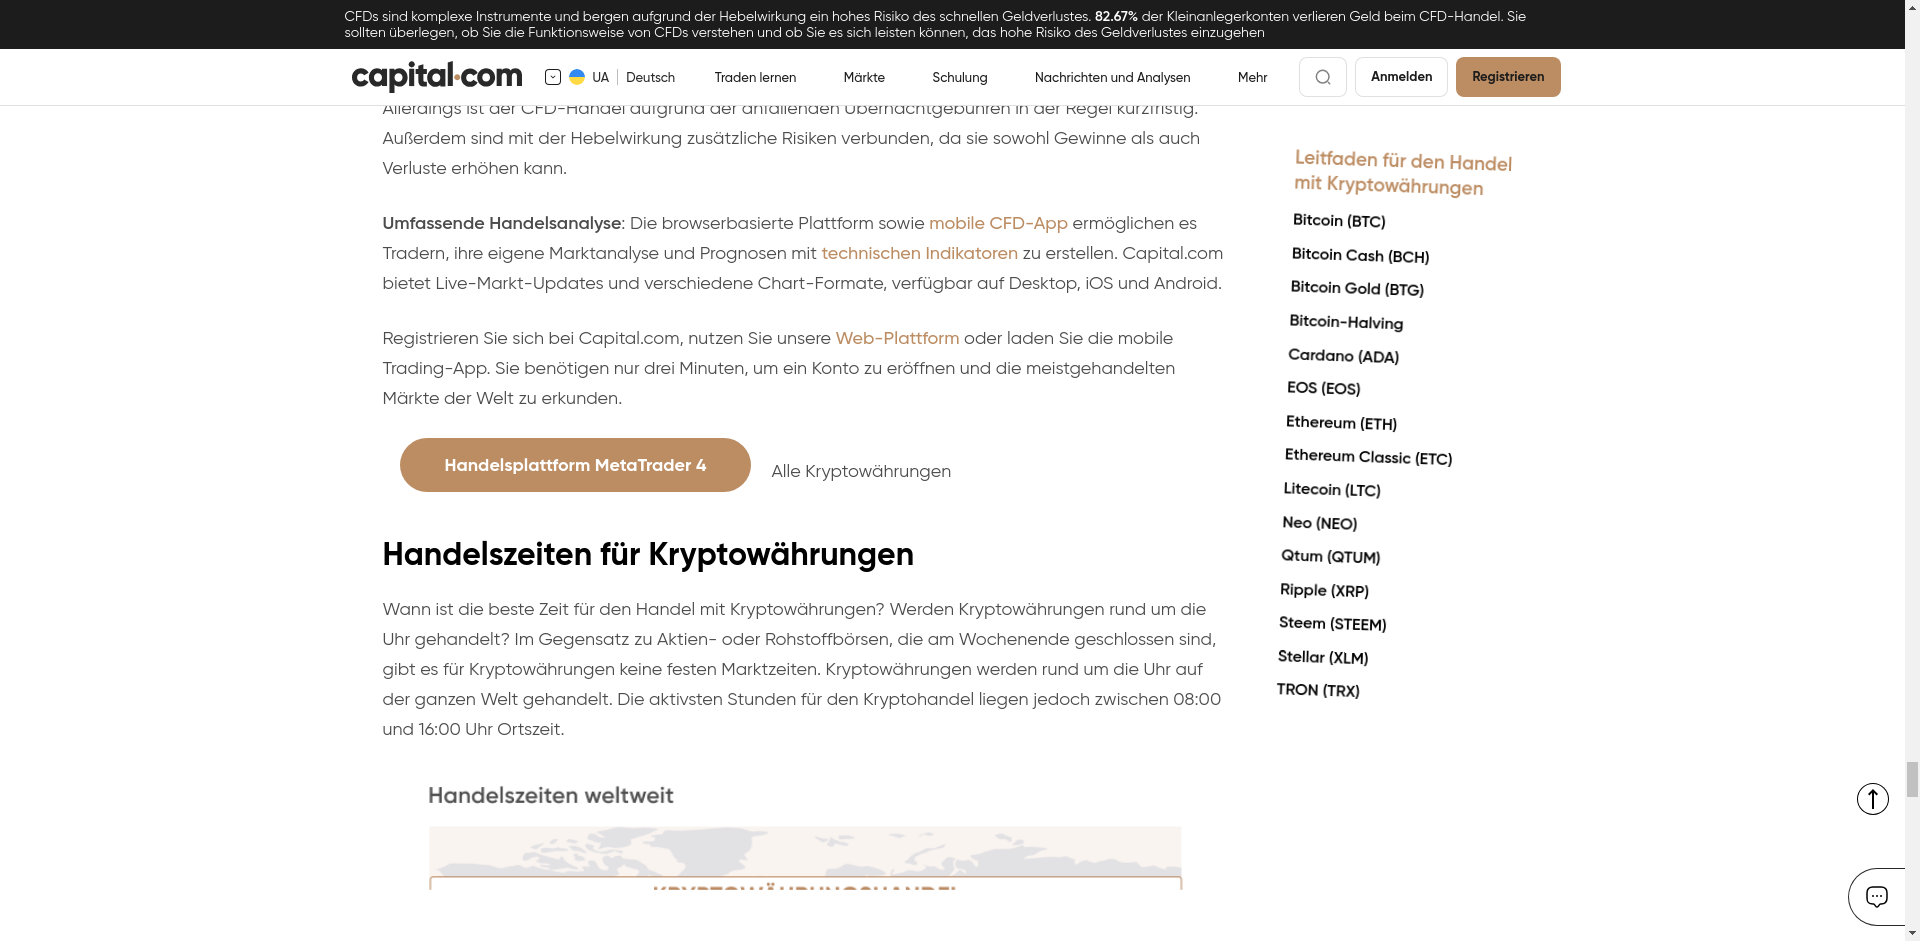 CFDs sind komplexe Instrumente und bergen aufgrund der Hebelwirkung ein hohes Risiko des schnellen Geldverlustes. 82.67% der Kleinanlegerkonten verlieren Geld beim CFD-Handel. Sie
sollten überlegen, ob Sie die Funktionsweise von CFDs verstehen und ob Sie es sich leisten können, das hohe Risiko des Geldverlustes einzugehen
capital.com
UA
Deutsch
Traden lernen
Märkte
Schulung
Nachrichten und Analysen
Mehr
Anmelden
Registrieren
Allerdings ist der CFD-Handel aufgrund der anfallenden Übernachtgebühren in der Regel kurzfristig.
Außerdem sind mit der Hebelwirkung zusätzliche Risiken verbunden, da sie sowohl Gewinne als auch
Verluste erhöhen kann.
Umfassende Handelsanalyse: Die browserbasierte Plattform sowie mobile CFD-App ermöglichen es
Tradern, ihre eigene Marktanalyse und Prognosen mit technischen Indikatoren zu erstellen. Capital.com
bietet Live-Markt-Updates und verschiedene Chart-Formate, verfügbar auf Desktop, iOS und Android.
Registrieren Sie sich bei Capital.com, nutzen Sie unsere Web-Plattform oder laden Sie die mobile
Trading-App. Sie benötigen nur drei Minuten, um ein Konto zu eröffnen und die meistgehandelten
Märkte der Welt zu erkunden.
Handelsplattform MetaTrader 4
Alle Kryptowährungen
Handelszeiten für Kryptowährungen
Wann ist die beste Zeit für den Handel mit Kryptowährungen? Werden Kryptowährungen rund um die
Uhr gehandelt? Im Gegensatz zu Aktien- oder Rohstoffbörsen, die am Wochenende geschlossen sind,
gibt es für Kryptowährungen keine festen Marktzeiten. Kryptowährungen werden rund um die Uhr auf
der ganzen Welt gehandelt. Die aktivsten Stunden für den Kryptohandel liegen jedoch zwischen 08:00
und 16:00 Uhr Ortszeit.
Handelszeiten weltweit
KRYPTOWÄHRUNGSHANDEL
Leitfaden für den Handel
mit Kryptowährungen
Bitcoin (BTC)
Bitcoin Cash (BCH)
Bitcoin Gold (BTG)
Bitcoin-Halving
Cardano (ADA)
EOS (EOS)
Ethereum (ETH)
Ethereum Classic (ETC)
Litecoin (LTC)
Neo (NEO)
Qtum (QTUM)
Ripple (XRP)
Steem (STEEM)
Stellar (XLM)
TRON (TRX)